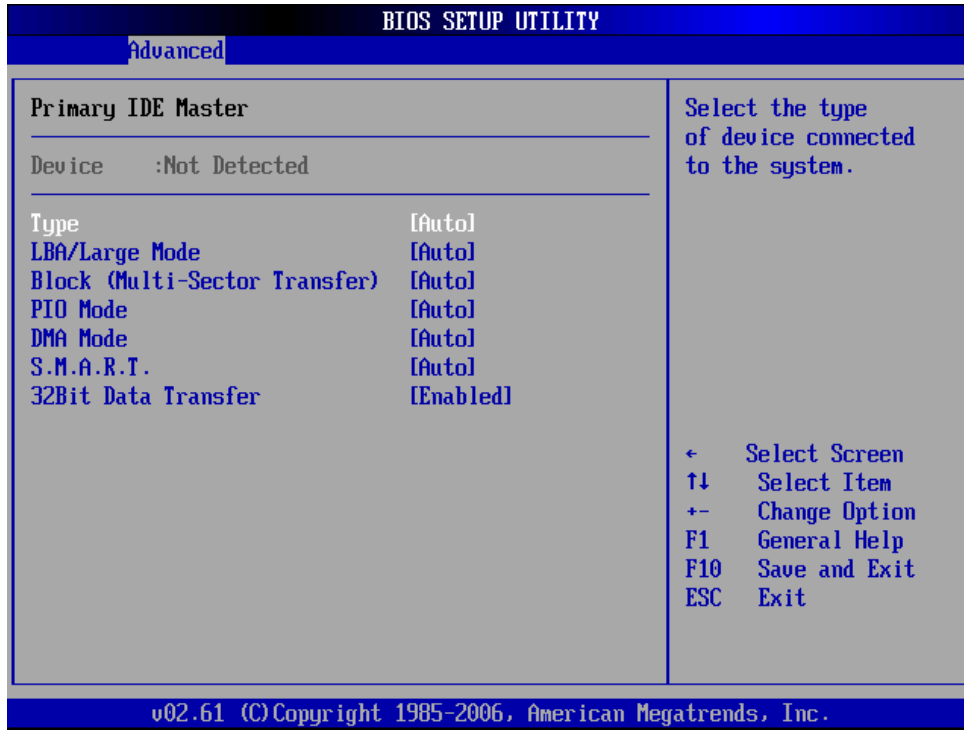 BIOS SETUP UTILITY
Advanced
Primary IDE Master
Device :Not Detected
Type [Auto]
LBA/Large Mode [Auto]
Block (Multi-Sector Transfer) [Auto]
PIO Mode [Auto]
DMA Mode [Auto]
S.M.A.R.T. [Auto]
32Bit Data Transfer [Enabled]
Select the type
of device connected
to the system.
← Select Screen
↑↓ Select Item
+- Change Option
F1 General Help
F10 Save and Exit
ESC Exit
v02.61 (C)Copyright 1985-2006, American Megatrends, Inc.